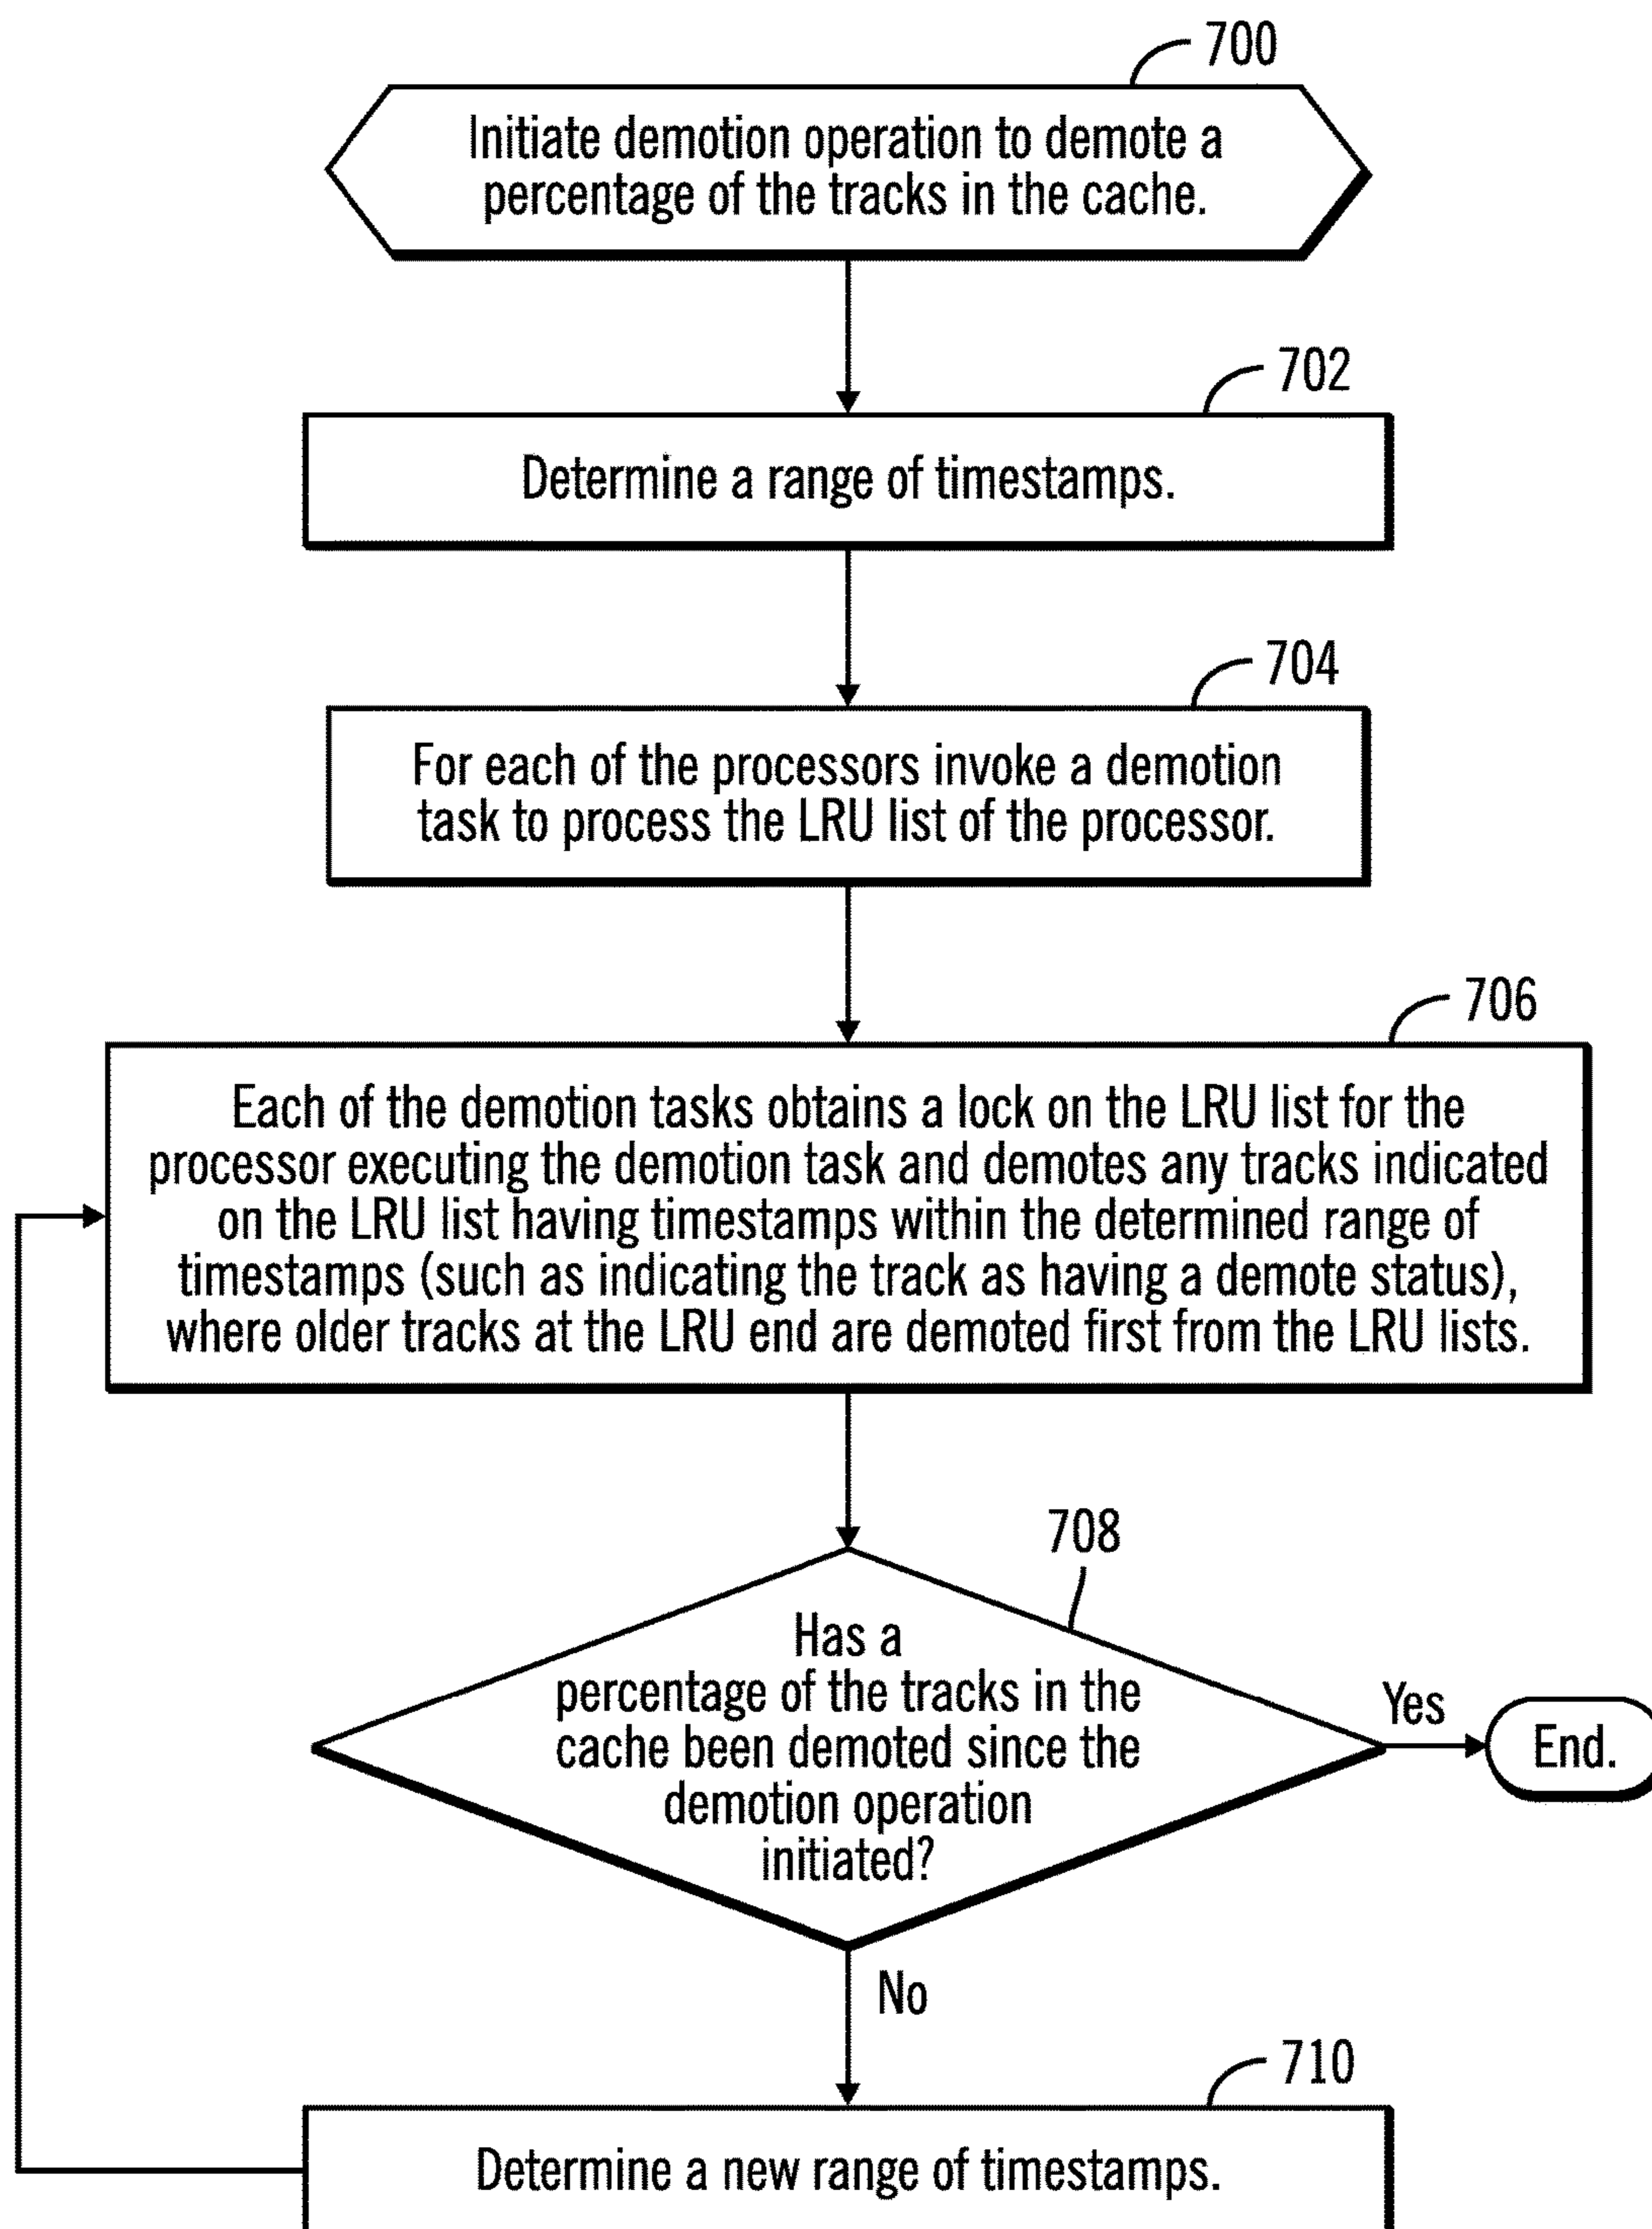 700
Initiate demotion operation to demote a
percentage of the tracks in the cache.
702
Determine a range of timestamps.
704
For each of the processors invoke a demotion
task to process the LRU list of the processor.
706
Each of the demotion tasks obtains a lock on the LRU list for the
processor executing the demotion task and demotes any tracks indicated
on the LRU list having timestamps within the determined range of
timestamps (such as indicating the track as having a demote status),
where older tracks at the LRU end are demoted first from the LRU lists.
708
Has a
percentage of the tracks in the
cache been demoted since the
demotion operation
initiated?
Yes
End.
No
710
Determine a new range of timestamps.